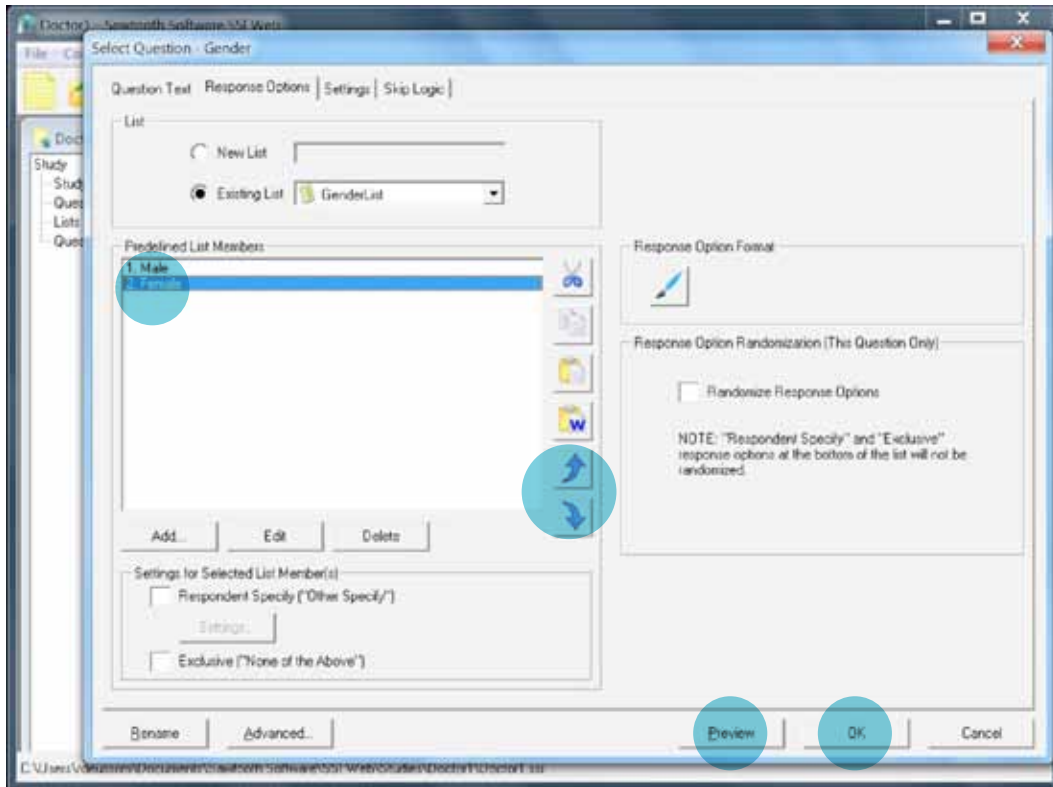 Doctor1 - Sawtooth Software SSI Web
File
Select Question - Gender
Question Text
Response Options
Settings
Skip Logic
List
New List
Existing List
GenderList
Study
Lists
Predefined List Members
1. Male
2. Female
W
Add...
Edit
Delete
Settings for Selected List Member(s)
Respondent Specify ("Other Specify")
Settings...
Exclusive ("None of the Above")
Response Option Format
Response Option Randomization (This Question Only)
Randomize Response Options
NOTE: "Respondent Specify" and "Exclusive"
response options at the bottom of the list will not be
randomized.
Rename
Advanced...
Preview
OK
Cancel